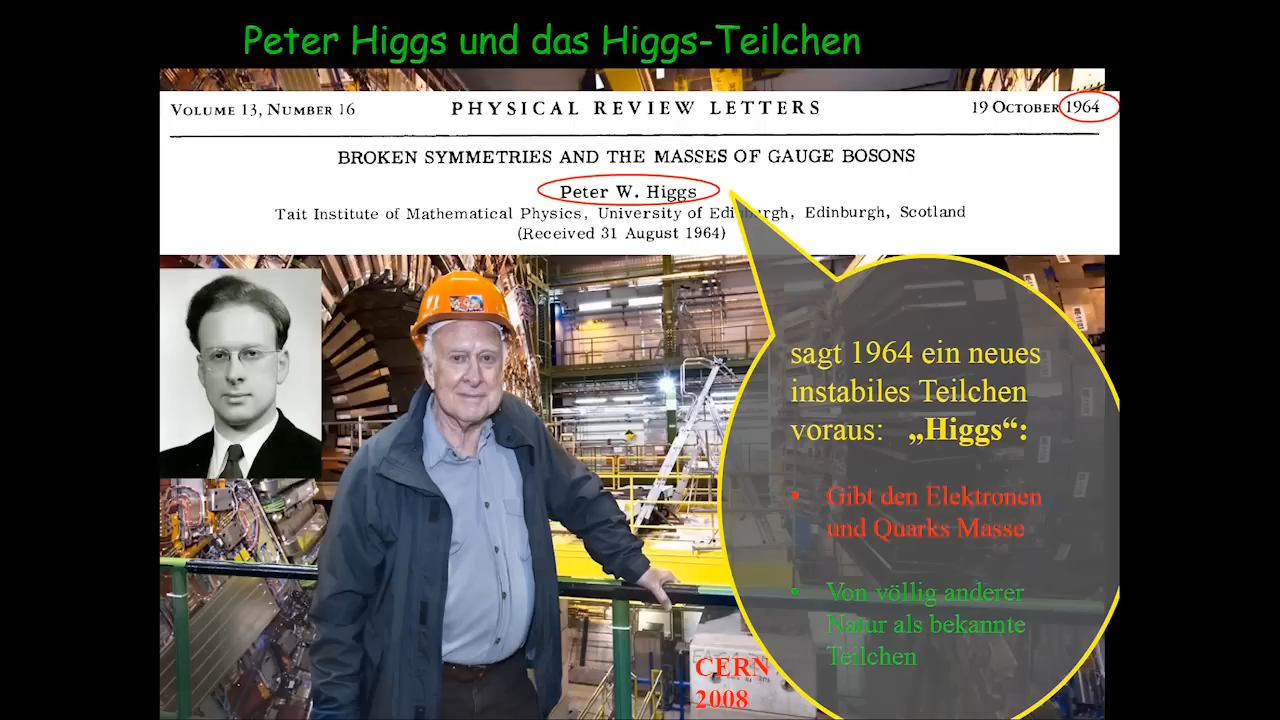 Peter Higgs und das Higgs-Teilchen
VOLUME 13, NUMBER 16 PHYSICAL REVIEW LETTERS 19 OCTOBER 1964
BROKEN SYMMETRIES AND THE MASSES OF GAUGE BOSONS
Peter W. Higgs
Tait Institute of Mathematical Physics, University of Edinburgh, Edinburgh, Scotland
(Received 31 August 1964)
sagt 1964 ein neues
instabiles Teilchen
voraus: „Higgs“:
• Gibt den Elektronen
und Quarks Masse
• Von völlig anderer
Natur als bekannte
Teilchen
CERN
2008